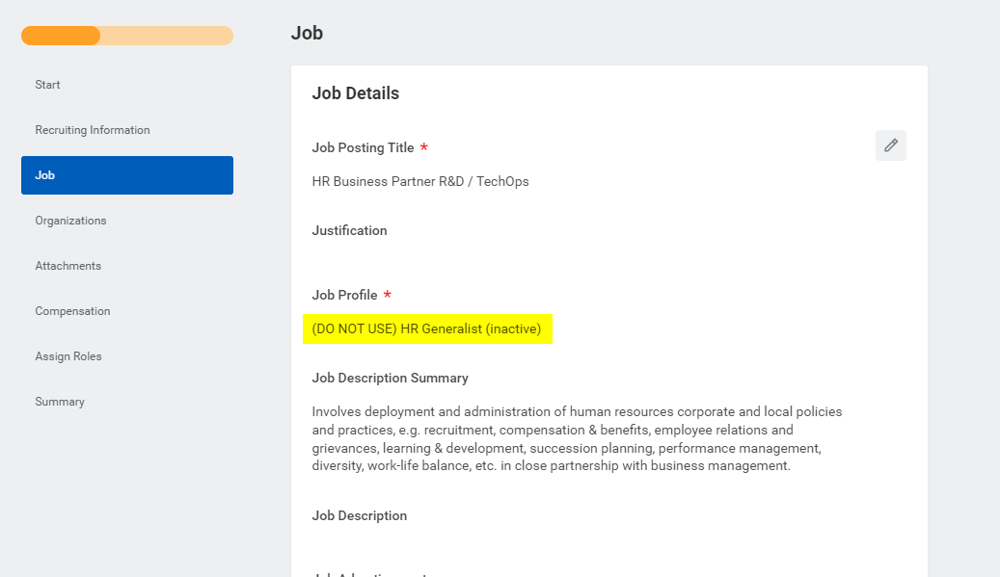 Job
Start
Recruiting Information
Job
Organizations
Attachments
Compensation
Assign Roles
Summary
Job Details
Job Posting Title *
HR Business Partner R&D / TechOps
Justification
Job Profile *
(DO NOT USE) HR Generalist (inactive)
Job Description Summary
Involves deployment and administration of human resources corporate and local policies
and practices, e.g. recruitment, compensation & benefits, employee relations and
grievances, learning & development, succession planning, performance management,
diversity, work-life balance, etc. in close partnership with business management.
Job Description